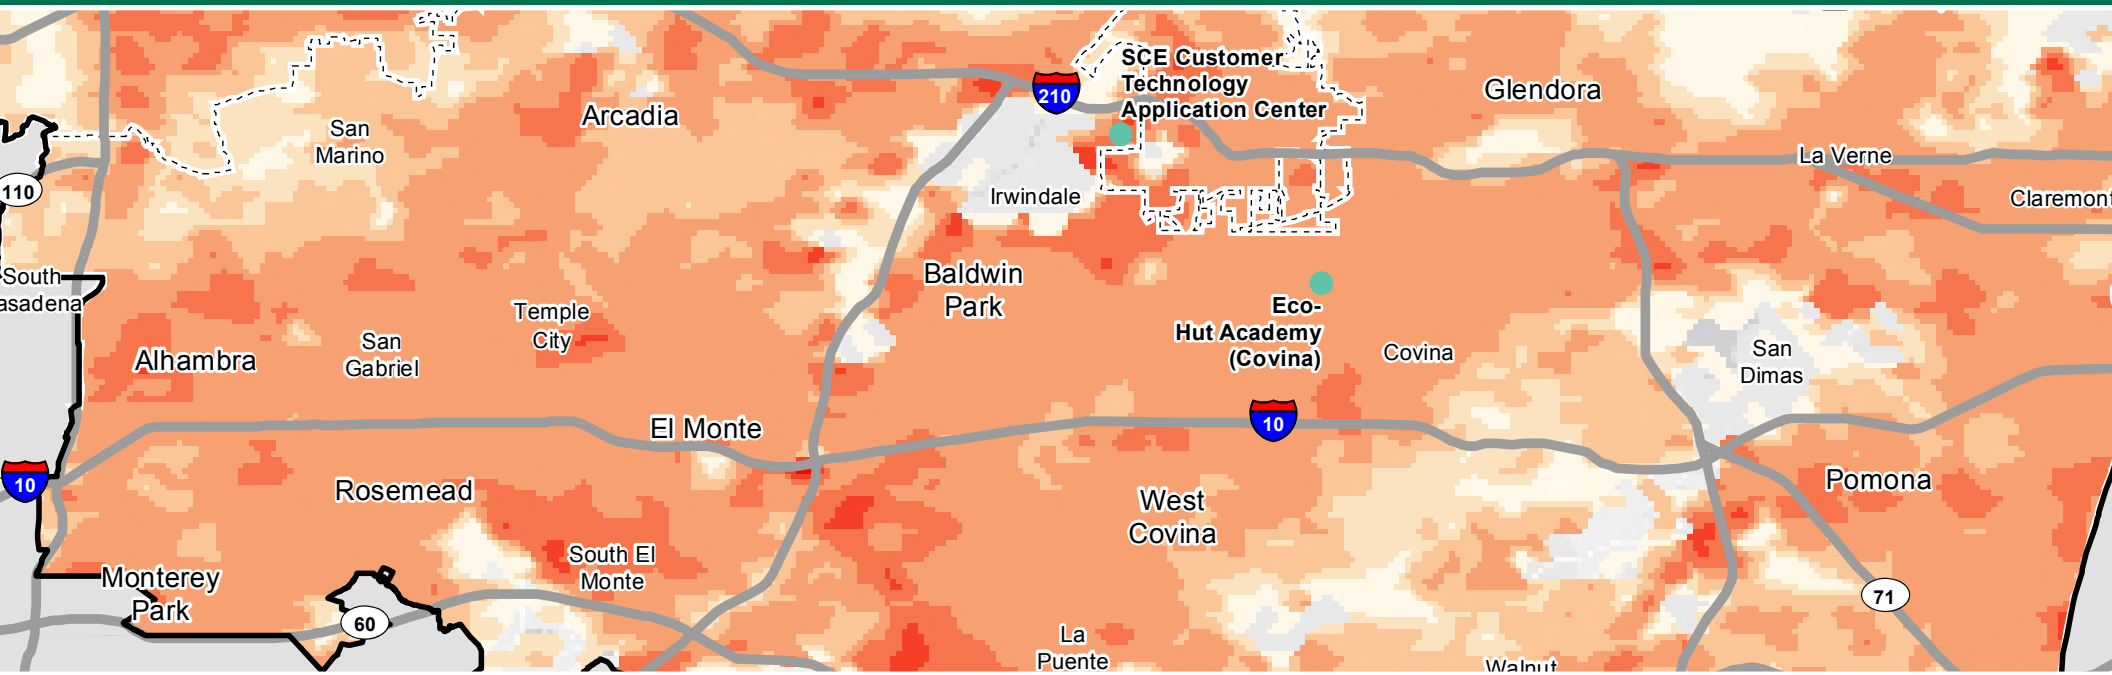 SCE Customer
Technology
Application Center
210
Glendora
Arcadia
San
Marino
La Verne
110
Irwindale
Claremont
South
asadena
Baldwin
Park
Temple
City
Eco-
Hut Academy
(Covina)
Alhambra
San
Gabriel
Covina
San
Dimas
El Monte
10
10
Rosemead
West
Covina
Pomona
South El
Monte
Monterey
Park
60
71
La
Puente
Walnut